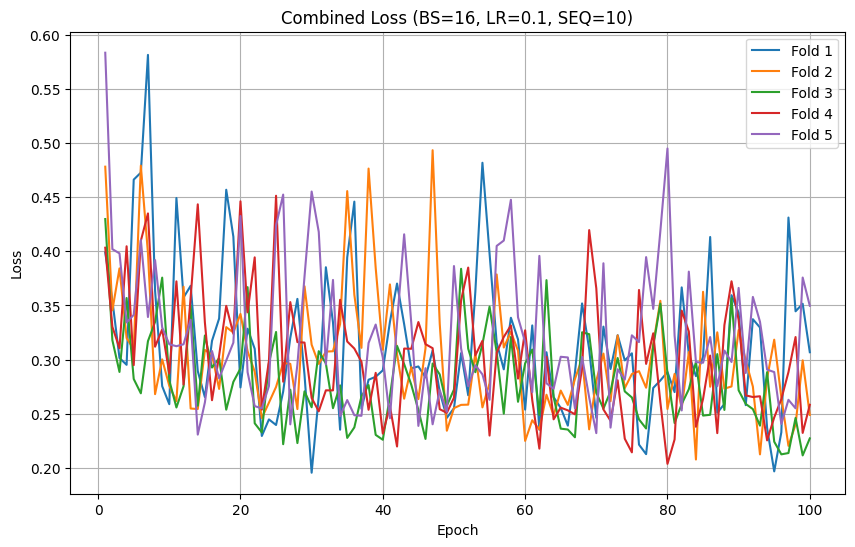 Combined Loss (BS=16, LR=0.1, SEQ=10)
0.60
0.55
0.50
0.45
0.40
0.35
0.30
0.25
0.20
Loss
Fold 1
Fold 2
Fold 3
Fold 4
Fold 5
0
20
40
60
80
100
Epoch